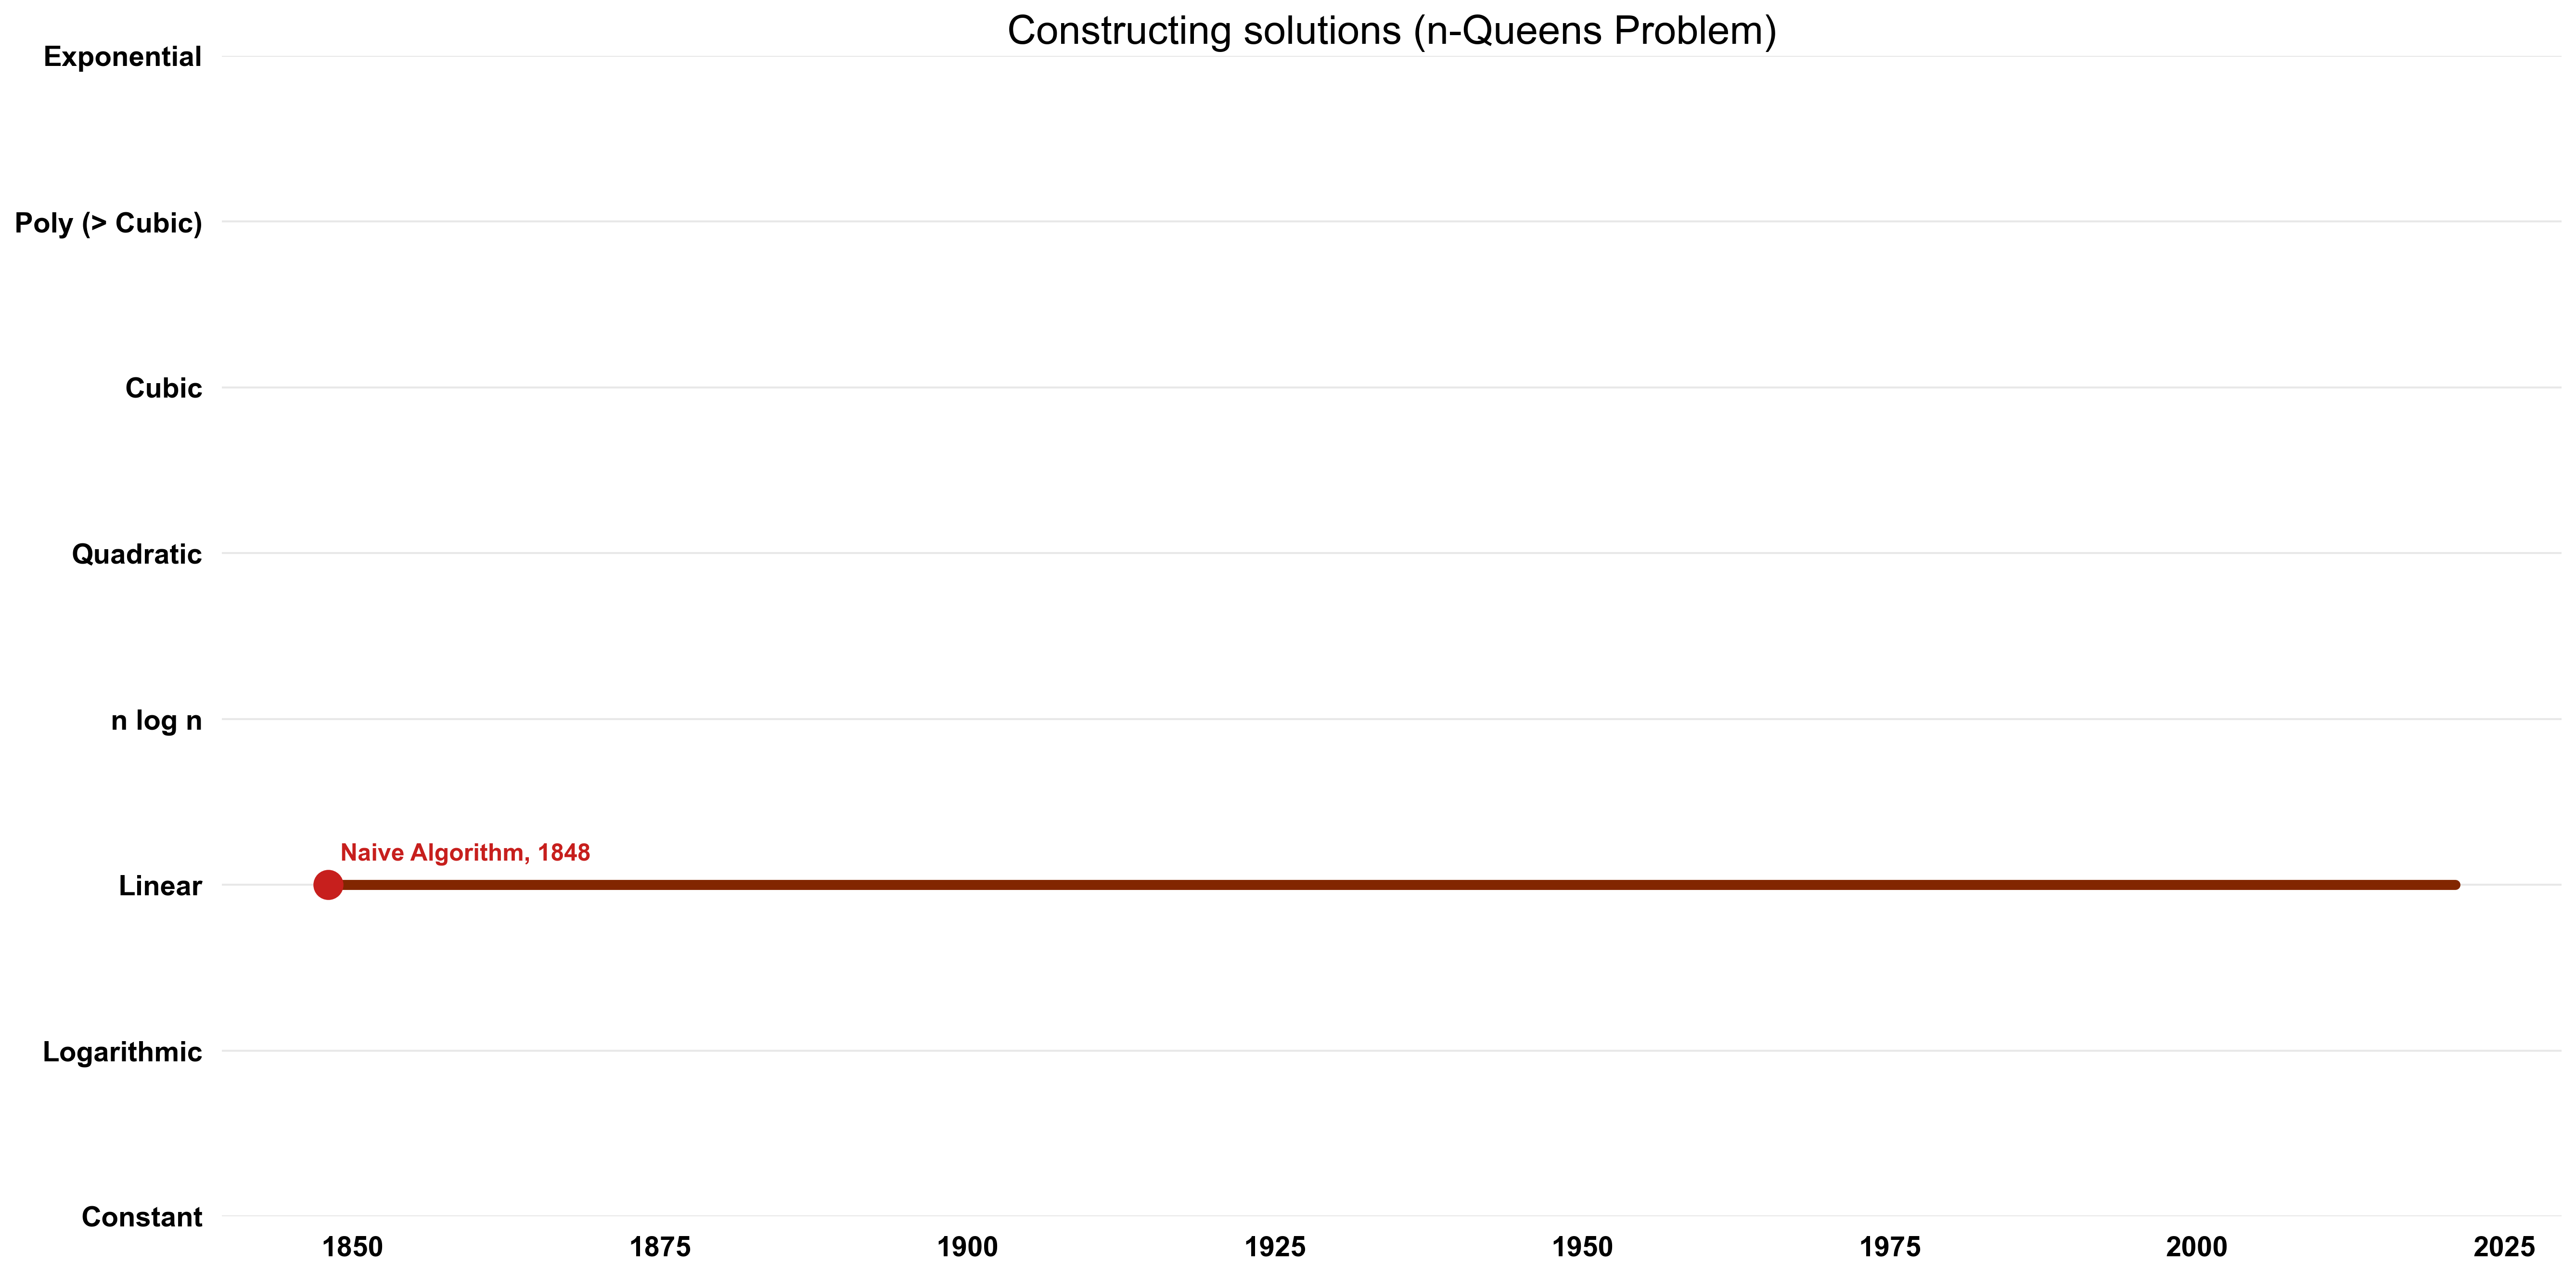 Constructing solutions (n-Queens Problem)
Exponential
Poly (> Cubic)
Cubic
Quadratic
n log n
Naive Algorithm, 1848
Linear
Logarithmic
Constant
1850 1875 1900 1925 1950 1975 2000 2025